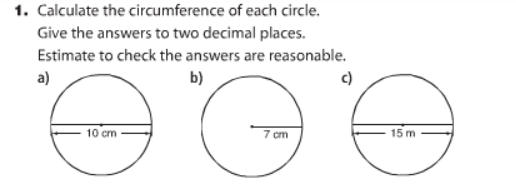 1. Calculate the circumference of each circle.
Give the answers to two decimal places.
Estimate to check the answers are reasonable.
a) b) c)
10 cm 7 cm 15 m